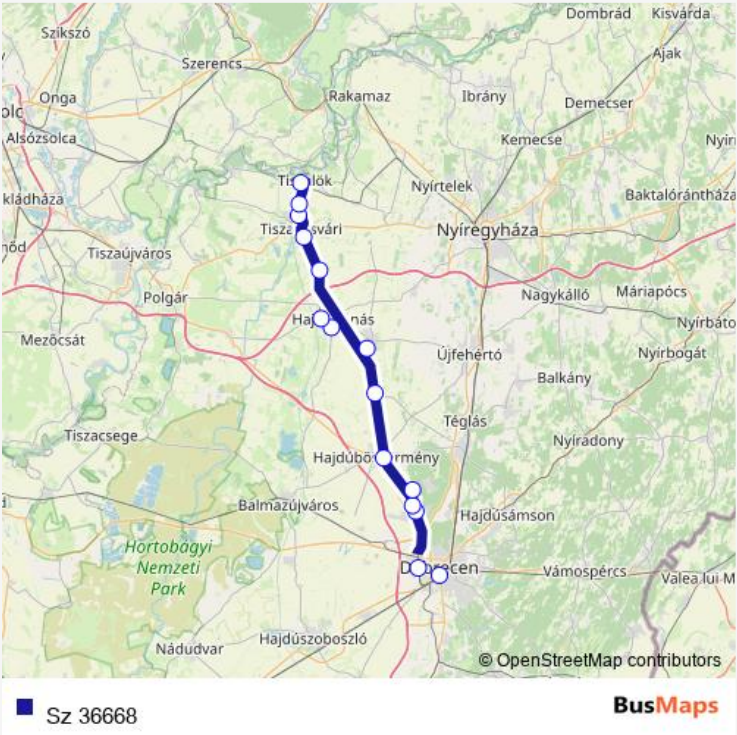 Dombrád
Kisvárda
Szikszó
Ajak
Szerencs
Onga
Rakamaz
Ibrány
Demecser
Alsózsolca
Kemecse
Nyíregyháza
Nyírtelek
Baktalórántháza
Tiszaújváros
Polgár
Nagykálló
Máriapócs
Mezőcsát
Nyírbogát
Újfehértó
Balkány
Téglás
Tiszacsege
Nyíradony
Balmazújváros
Hajdúsámson
Hortobágyi
Nemzeti
Park
Vámospércs
Valea lui M
Hajdúszoboszló
Nádudvar
© OpenStreetMap contributors
Sz 36668
BusMaps